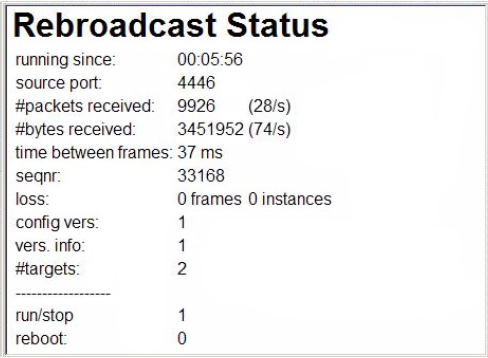 Rebroadcast Status
running since: 00:05:56
source port: 4446
#packets received: 9926 (28/s)
#bytes received: 3451952 (74/s)
time between frames: 37 ms
seqnr: 33168
loss: 0 frames 0 instances
config vers: 1
vers. info: 1
#targets: 2
------------------
run/stop 1
reboot: 0